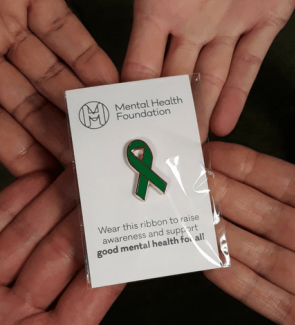 Mental Health
Foundation
Wear this ribbon to raise
awareness and support
good mental health for all